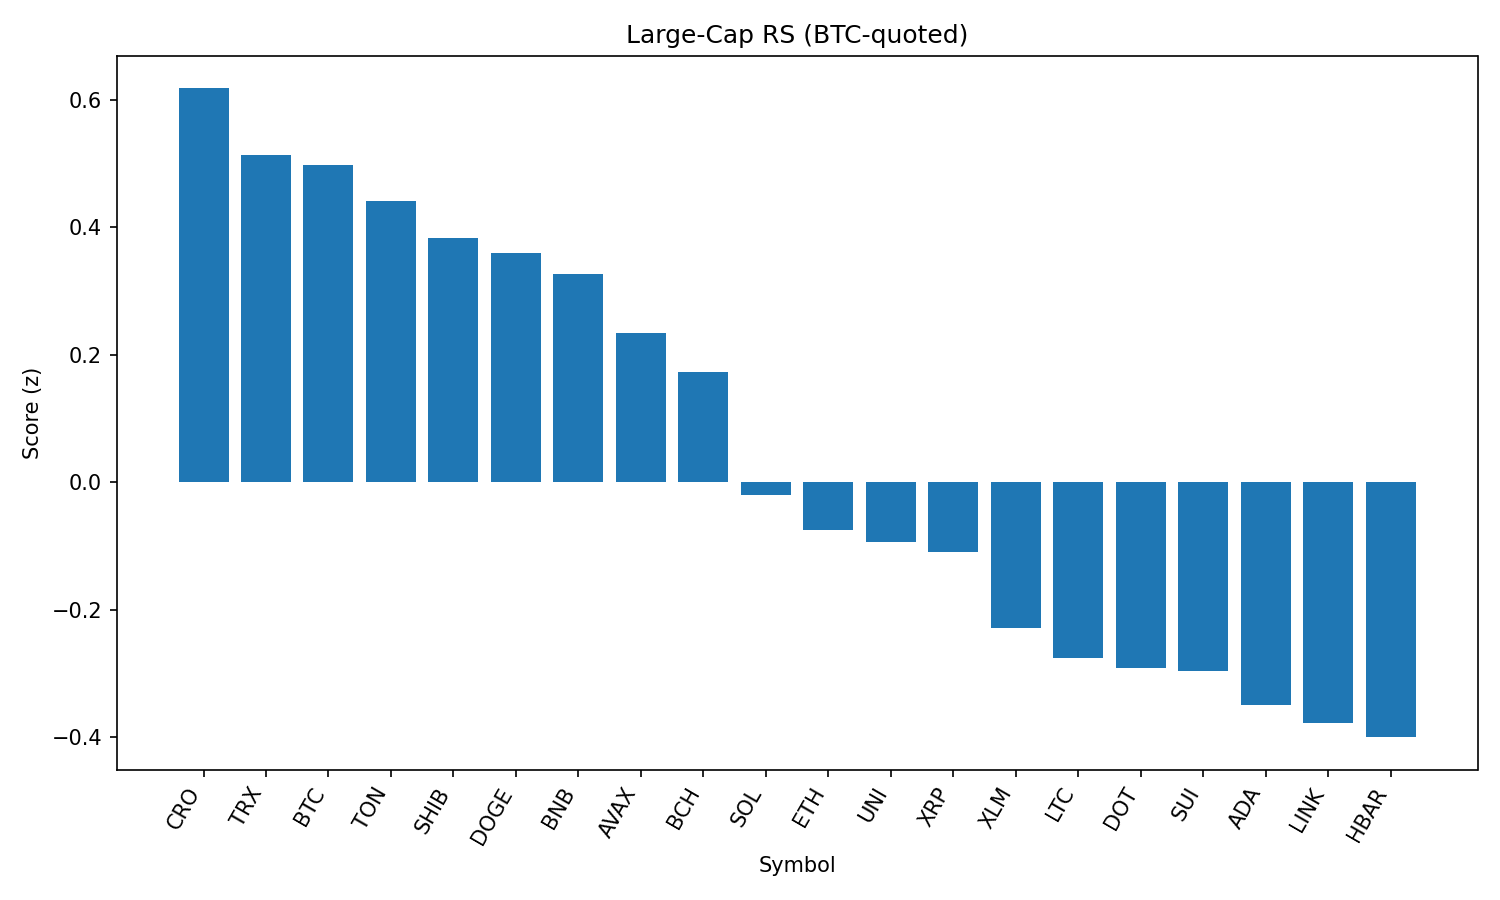 Large-Cap RS (BTC-quoted)
Score (z)
0.6
0.4
0.2
0.0
−0.2
−0.4
CRO
TRX
BTC
TON
SHIB
DOGE
BNB
AVAX
BCH
SOL
ETH
UNI
XRP
XLM
LTC
DOT
SUI
ADA
LINK
HBAR
Symbol